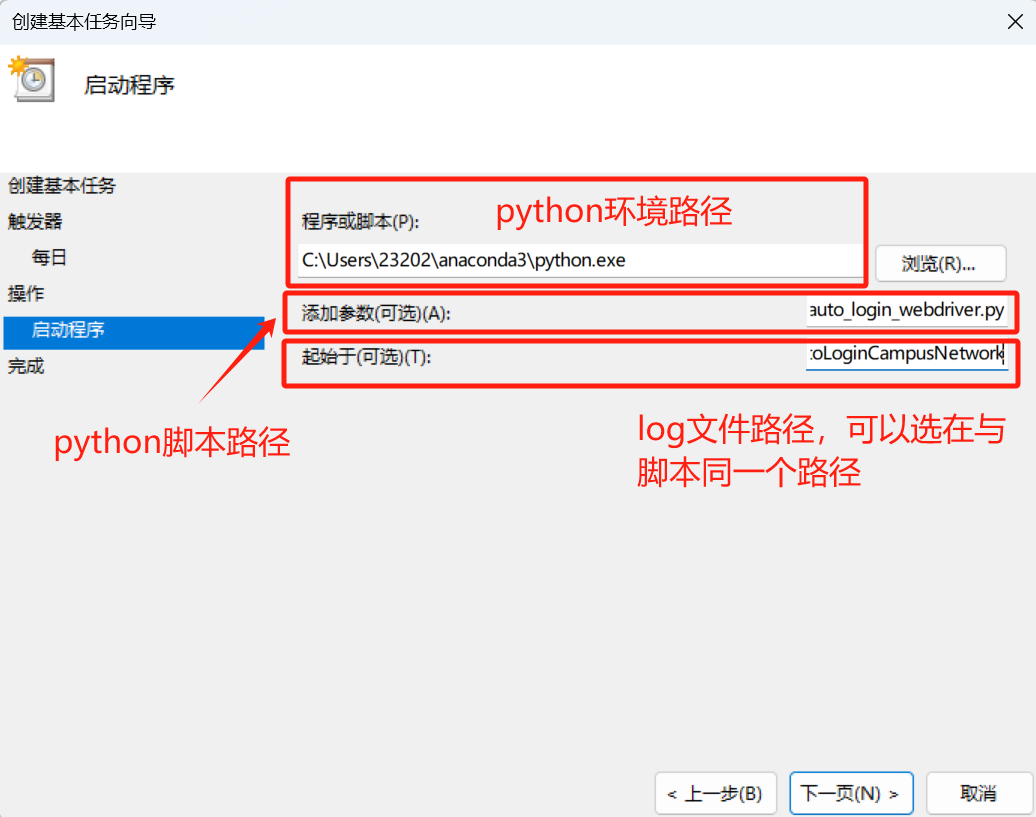 创建基本任务向导
启动程序
创建基本任务
触发器
每日
操作
启动程序
完成
python环境路径
程序或脚本(P):
C:\Users\23202\anaconda3\python.exe
浏览(R)...
添加参数(可选)(A):
auto_login_webdriver.py
起始于(可选)(T):
oLoginCampusNetwork
python脚本路径
log文件路径，可以选在与
脚本同一个路径
< 上一步(B)
下一页(N) >
取消